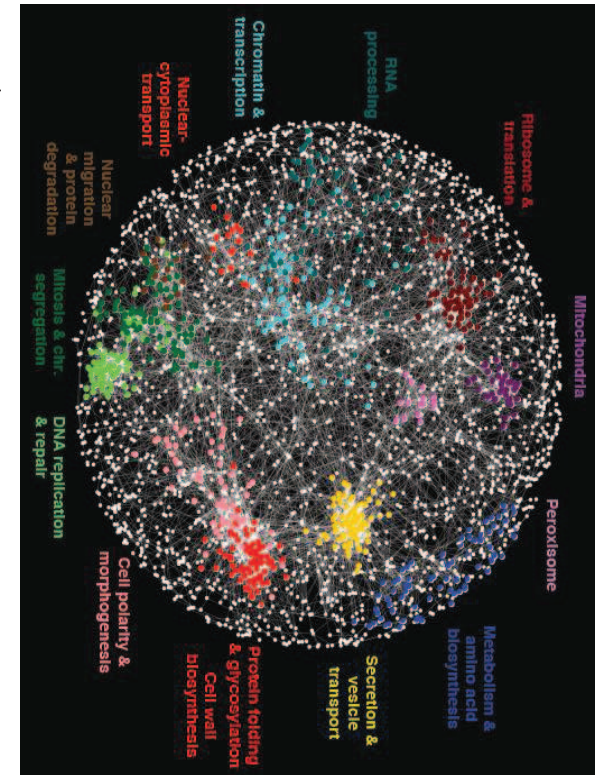 Ribosome &
translation
Mitochondria
RNA
processing
Peroxisome
Chromatin &
transcription
Metabolism &
amino acid
biosynthesis
Nuclear-
cytoplasmic
transport
Secretion &
vesicle
transport
Nuclear
migration
& protein
degradation
Protein folding
& glycosylation
Cell wall
biosynthesis
Mitosis & chr.
segregation
DNA replication
& repair
Cell polarity &
morphogenesis